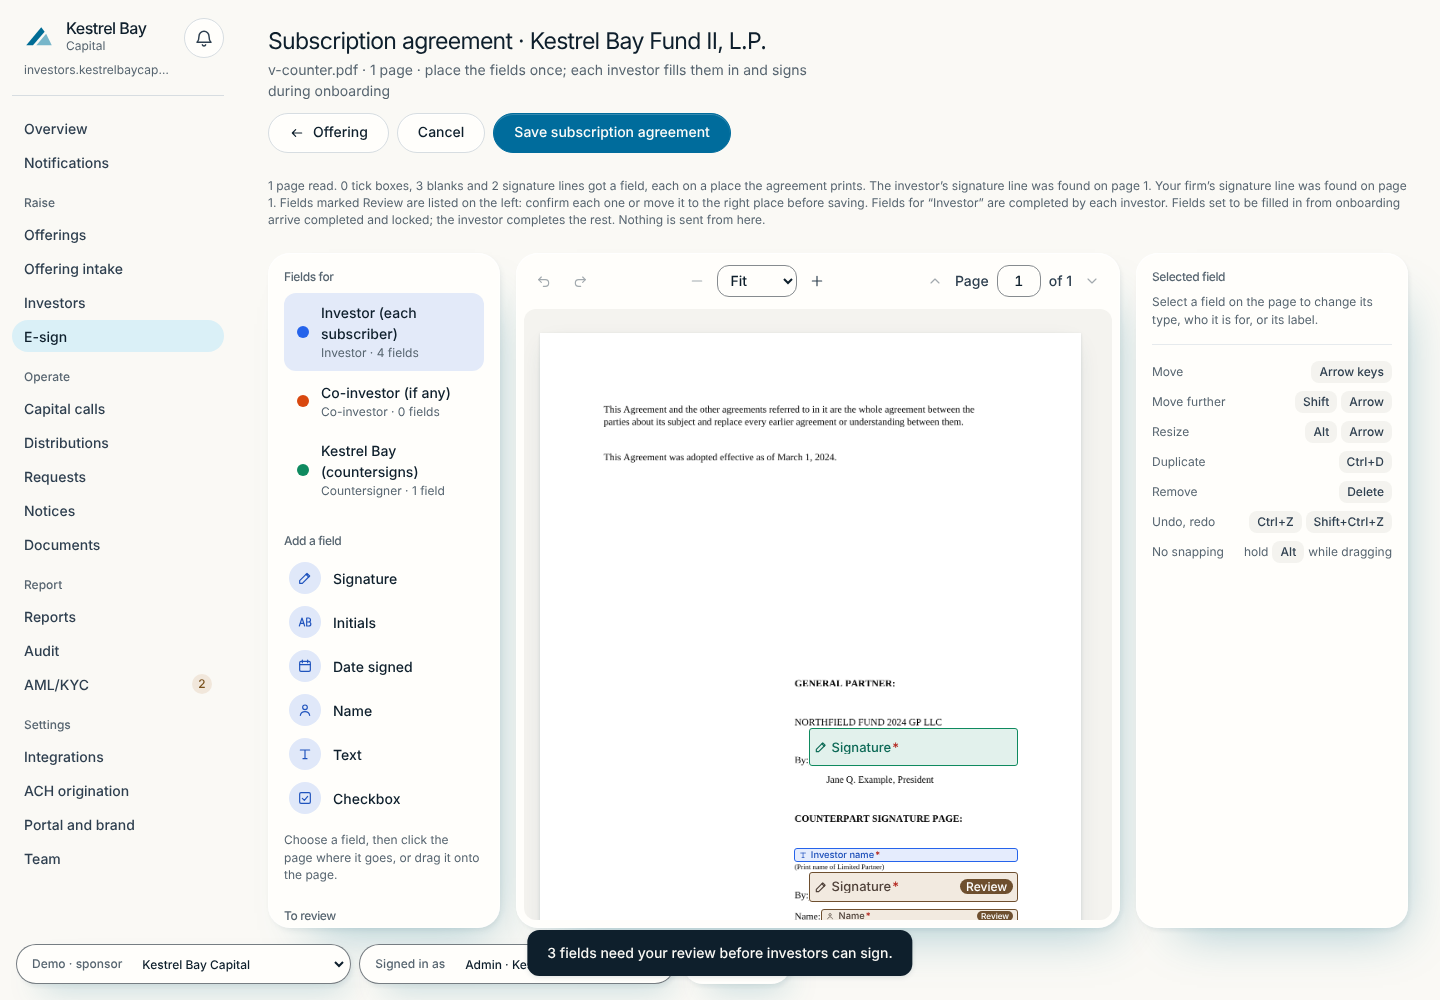 Kestrel Bay
Capital
investors.kestrelbaycap...
Overview
Notifications
Raise
Offerings
Offering intake
Investors
E-sign
Operate
Capital calls
Distributions
Requests
Notices
Documents
Report
Reports
Audit
AML/KYC 2
Settings
Integrations
ACH origination
Portal and brand
Team
Subscription agreement · Kestrel Bay Fund II, L.P.
v-counter.pdf · 1 page · place the fields once; each investor fills them in and signs
during onboarding
← Offering
Cancel
Save subscription agreement
1 page read. 0 tick boxes, 3 blanks and 2 signature lines got a field, each on a place the agreement prints. The investor’s signature line was found on page 1. Your firm’s signature line was found on page
1. Fields marked Review are listed on the left: confirm each one or move it to the right place before saving. Fields for “Investor” are completed by each investor. Fields set to be filled in from onboarding
arrive completed and locked; the investor completes the rest. Nothing is sent from here.
Fields for
Investor (each
subscriber)
Investor · 4 fields
Co-investor (if any)
Co-investor · 0 fields
Kestrel Bay
(countersigns)
Countersigner · 1 field
Add a field
Signature
AB Initials
Date signed
Name
T Text
Checkbox
Choose a field, then click the
page where it goes, or drag it onto
the page.
To review
Fit
Page 1 of 1
This Agreement and the other agreements referred to in it are the whole agreement between the
parties about its subject and replace every earlier agreement or understanding between them.
This Agreement was adopted effective as of March 1, 2024.
GENERAL PARTNER:
NORTHFIELD FUND 2024 GP LLC
By: Signature*
Jane Q. Example, President
COUNTERPART SIGNATURE PAGE:
T Investor name*
(Print name of Limited Partner)
By: Signature* Review
Name: Name* Review
Selected field
Select a field on the page to change its
type, who it is for, or its label.
Move Arrow keys
Move further Shift Arrow
Resize Alt Arrow
Duplicate Ctrl+D
Remove Delete
Undo, redo Ctrl+Z Shift+Ctrl+Z
No snapping hold Alt while dragging
Demo · sponsor Kestrel Bay Capital
Signed in as Admin · Ke
3 fields need your review before investors can sign.